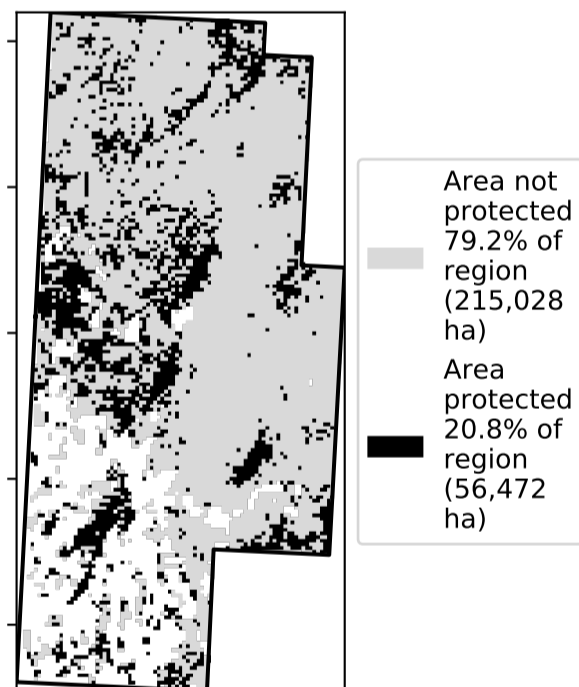 Area not
protected
79.2% of
region
(215,028
ha)
Area
protected
20.8% of
region
(56,472
ha)